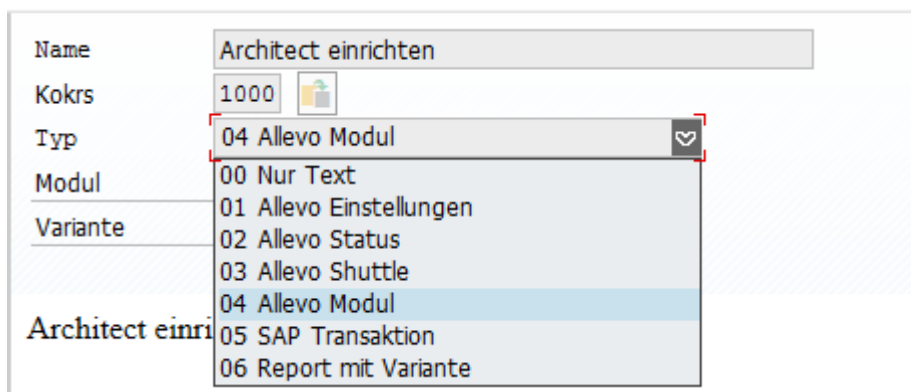 Name Architect einrichten
Kokrs 1000
Typ 04 Allevo Modul
Modul
Variante
00 Nur Text
01 Allevo Einstellungen
02 Allevo Status
03 Allevo Shuttle
04 Allevo Modul
05 SAP Transaktion
06 Report mit Variante
Architect einri